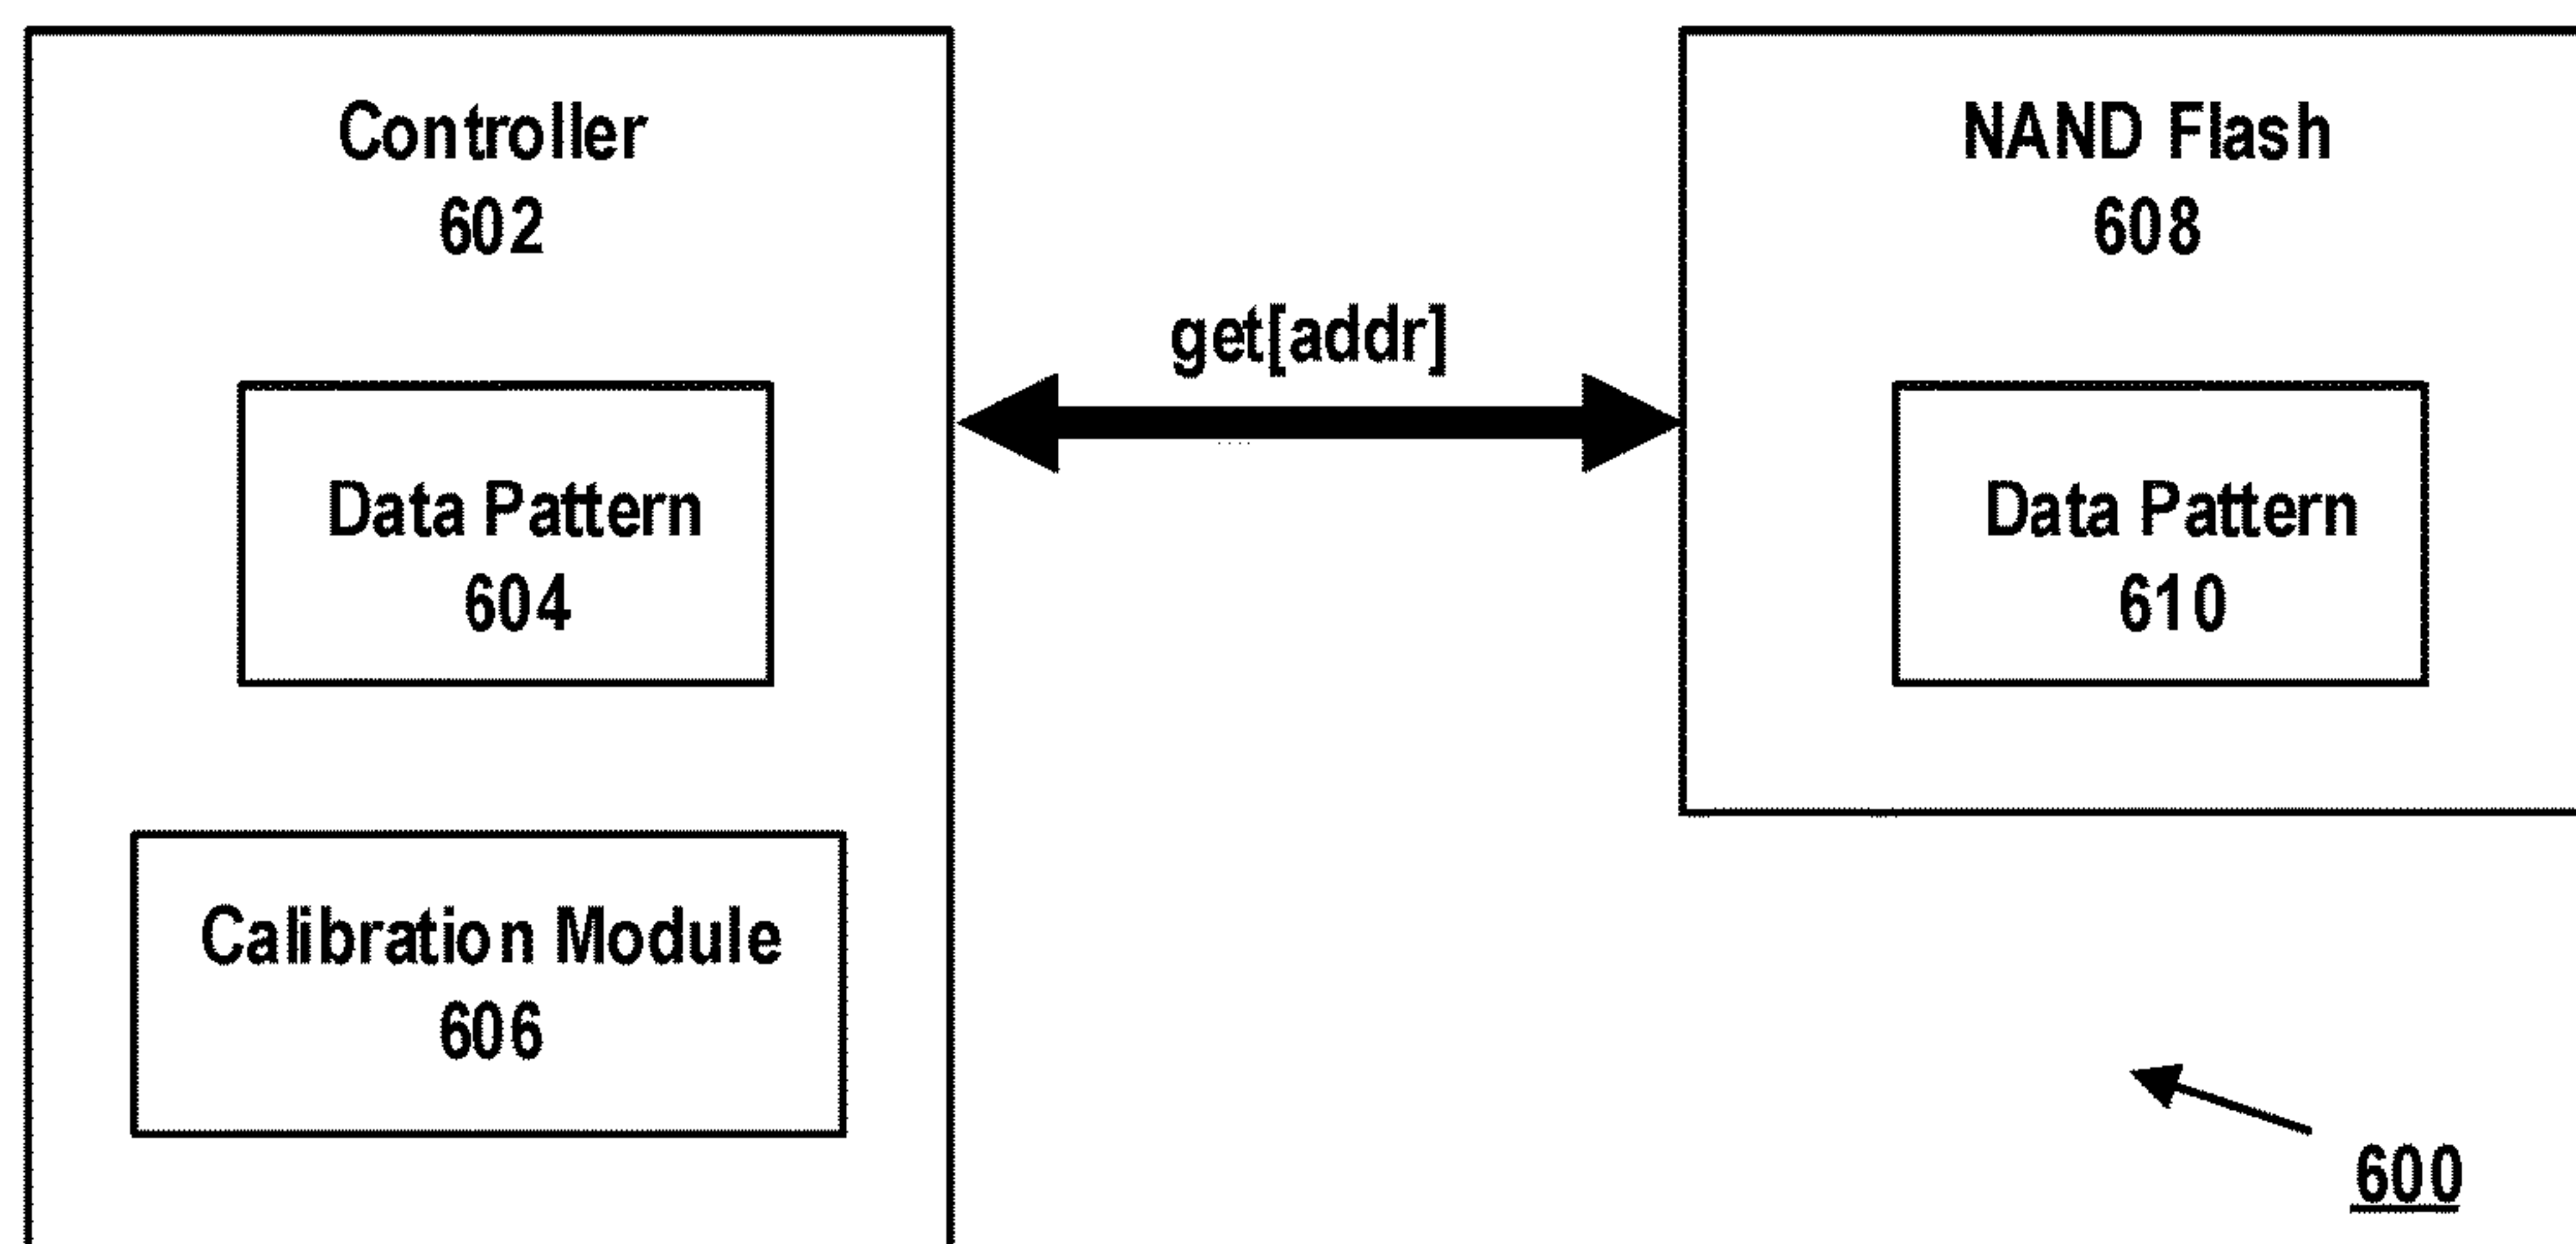 Controller
602
Data Pattern
604
Calibration Module
606
get[addr]
NAND Flash
608
Data Pattern
610
600